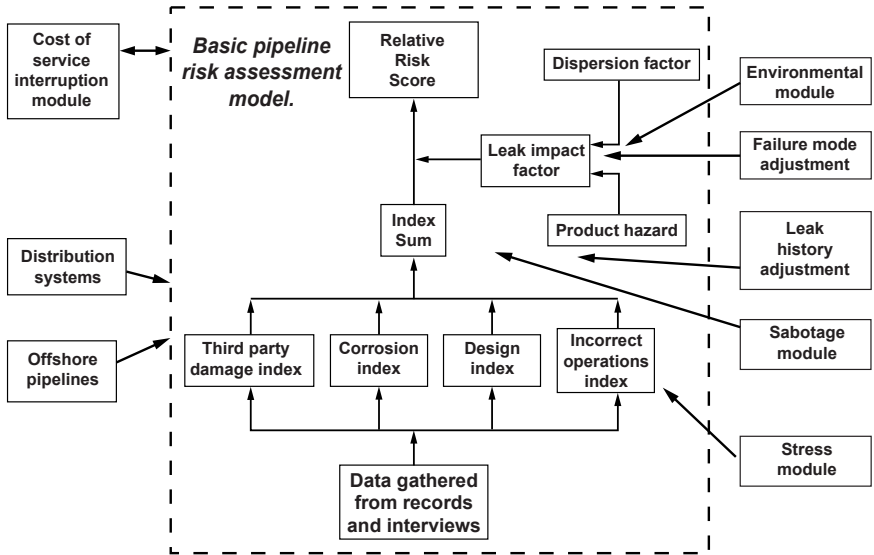 Cost of
service
interruption
module
Basic pipeline
risk assessment
model.
Relative
Risk
Score
Dispersion factor
Environmental
module
Leak impact
factor
Failure mode
adjustment
Index
Sum
Product hazard
Leak
history
adjustment
Distribution
systems
Sabotage
module
Offshore
pipelines
Third party
damage index
Corrosion
index
Design
index
Incorrect
operations
index
Stress
module
Data gathered
from records
and interviews